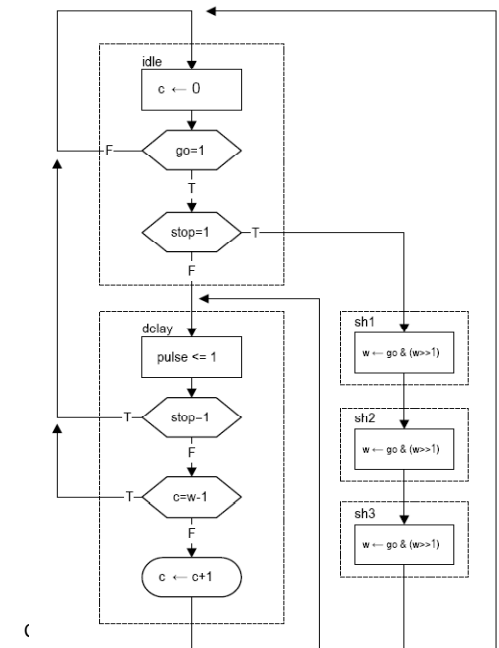 idle
c ← 0
go=1
F
T
stop=1
T
F
delay
pulse <= 1
stop=1
T
F
c=w-1
T
F
c ← c+1
sh1
w ← go & (w>>1)
sh2
w ← go & (w>>1)
sh3
w ← go & (w>>1)